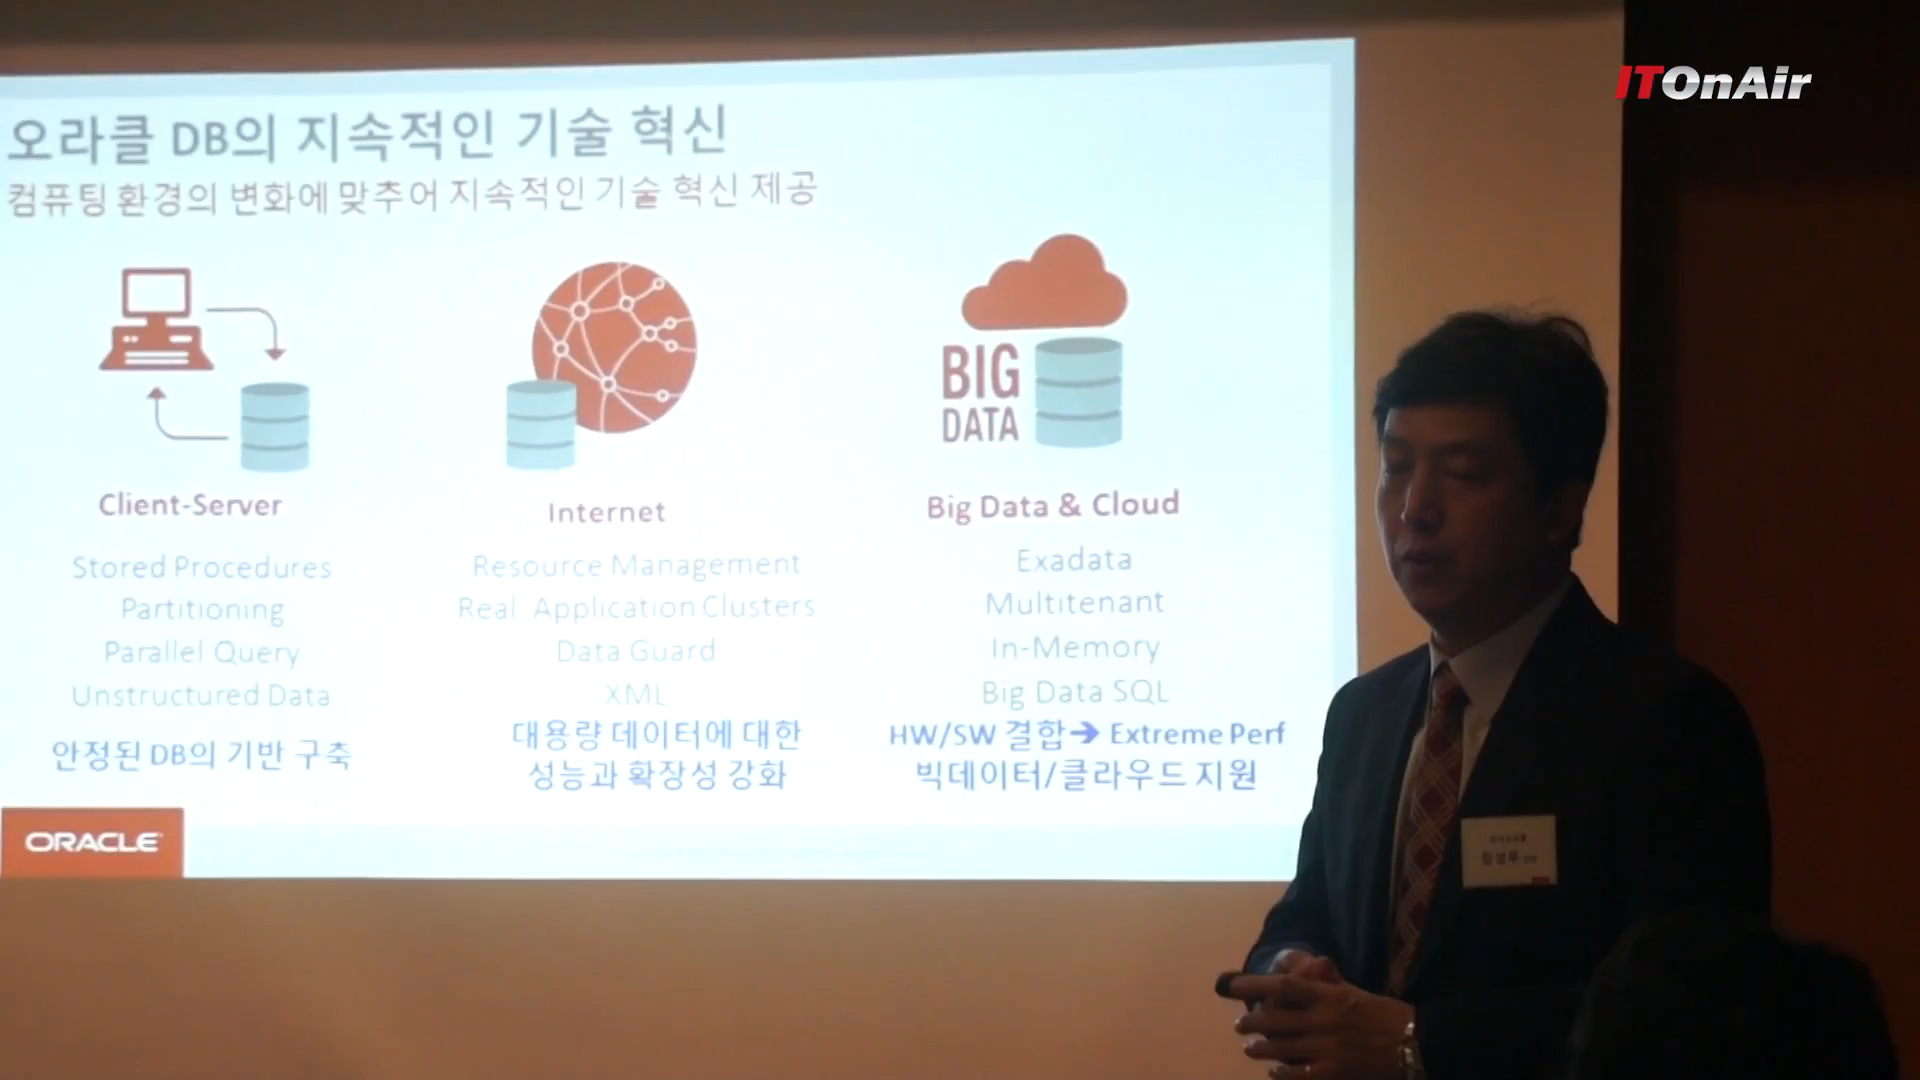 ITOnAir
오라클 DB의 지속적인 기술 혁신
컴퓨팅 환경의 변화에 맞추어 지속적인 기술 혁신 제공
BIG
DATA
Client-Server
Stored Procedures
Partitioning
Parallel Query
Unstructured Data
안정된 DB의 기반 구축
Internet
Resource Management
Real Application Clusters
Data Guard
XML
대용량 데이터에 대한
성능과 확장성 강화
Big Data & Cloud
Exadata
Multitenant
In-Memory
Big Data SQL
HW/SW 결합➔ Extreme Perf
빅데이터/클라우드 지원
ORACLE